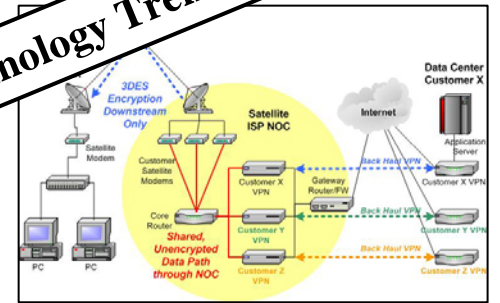 nology Tren
3DES
Encryption
Downstream
Only
Satellite
Modem
PC
PC
Satellite
ISP NOC
Customer
Satellite
Modems
Core
Router
Shared,
Unencrypted
Data Path
through NOC
Customer X
VPN
Customer Y
VPN
Customer Z
VPN
Gateway
Router/FW
Internet
Back Haul VPN
Back Haul VPN
Back Haul VPN
Data Center
Customer X
Application
Server
Customer X VPN
Customer Y VPN
Customer Z
VPN